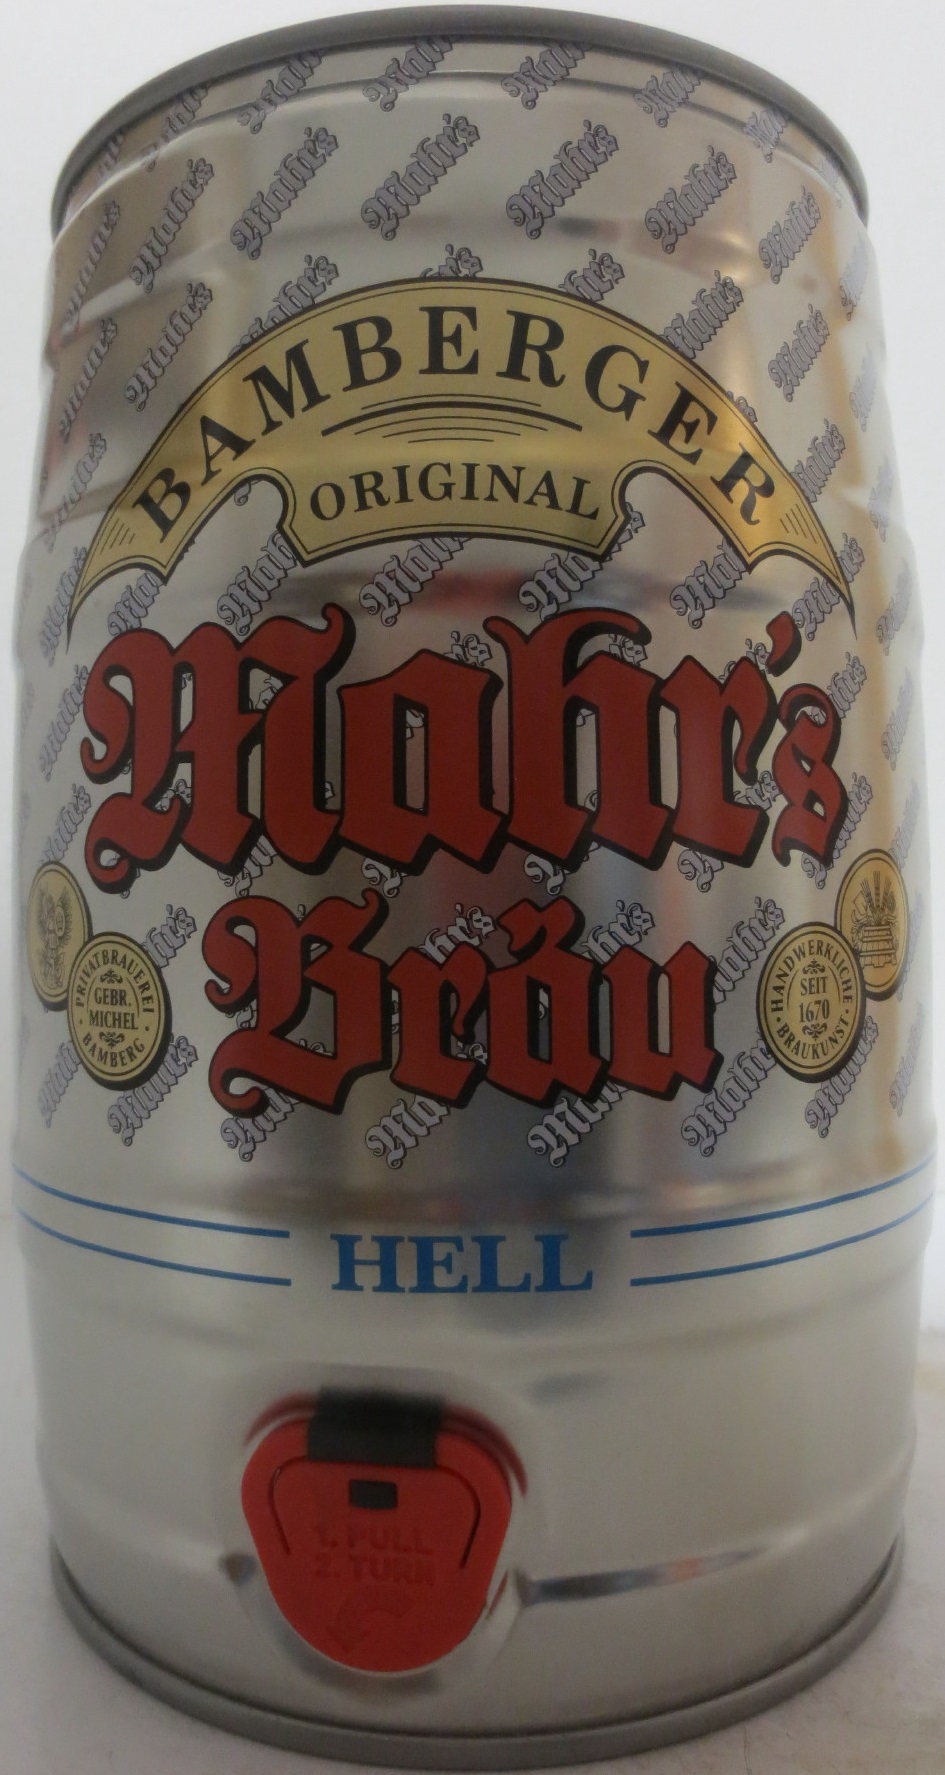 BAMBERGER
ORIGINAL
Mahr's
Bräu
PRIVATBRAUEREI
GEBR.
MICHEL
BAMBERG
HANDWERKLICHE
SEIT
1670
BRAUKUNST
HELL
1. PULL
2. TURN